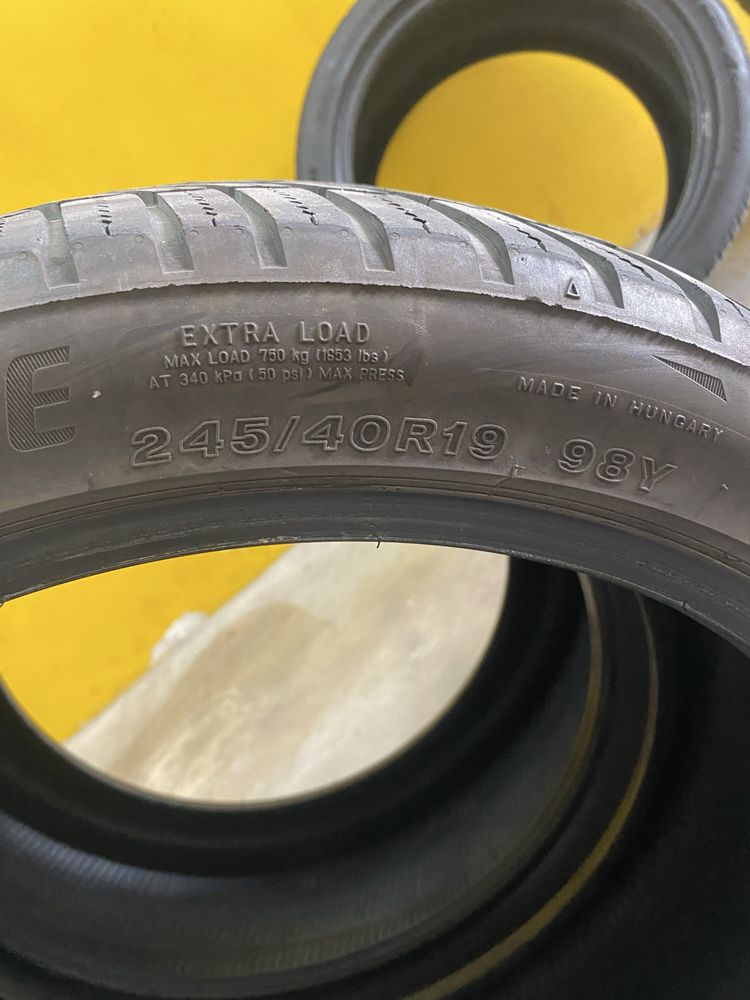 E
EXTRA LOAD
MAX LOAD 750 kg (1653 lbs)
AT 340 kPa (50 psi) MAX PRESS
MADE IN HUNGARY
245/40R19 98Y